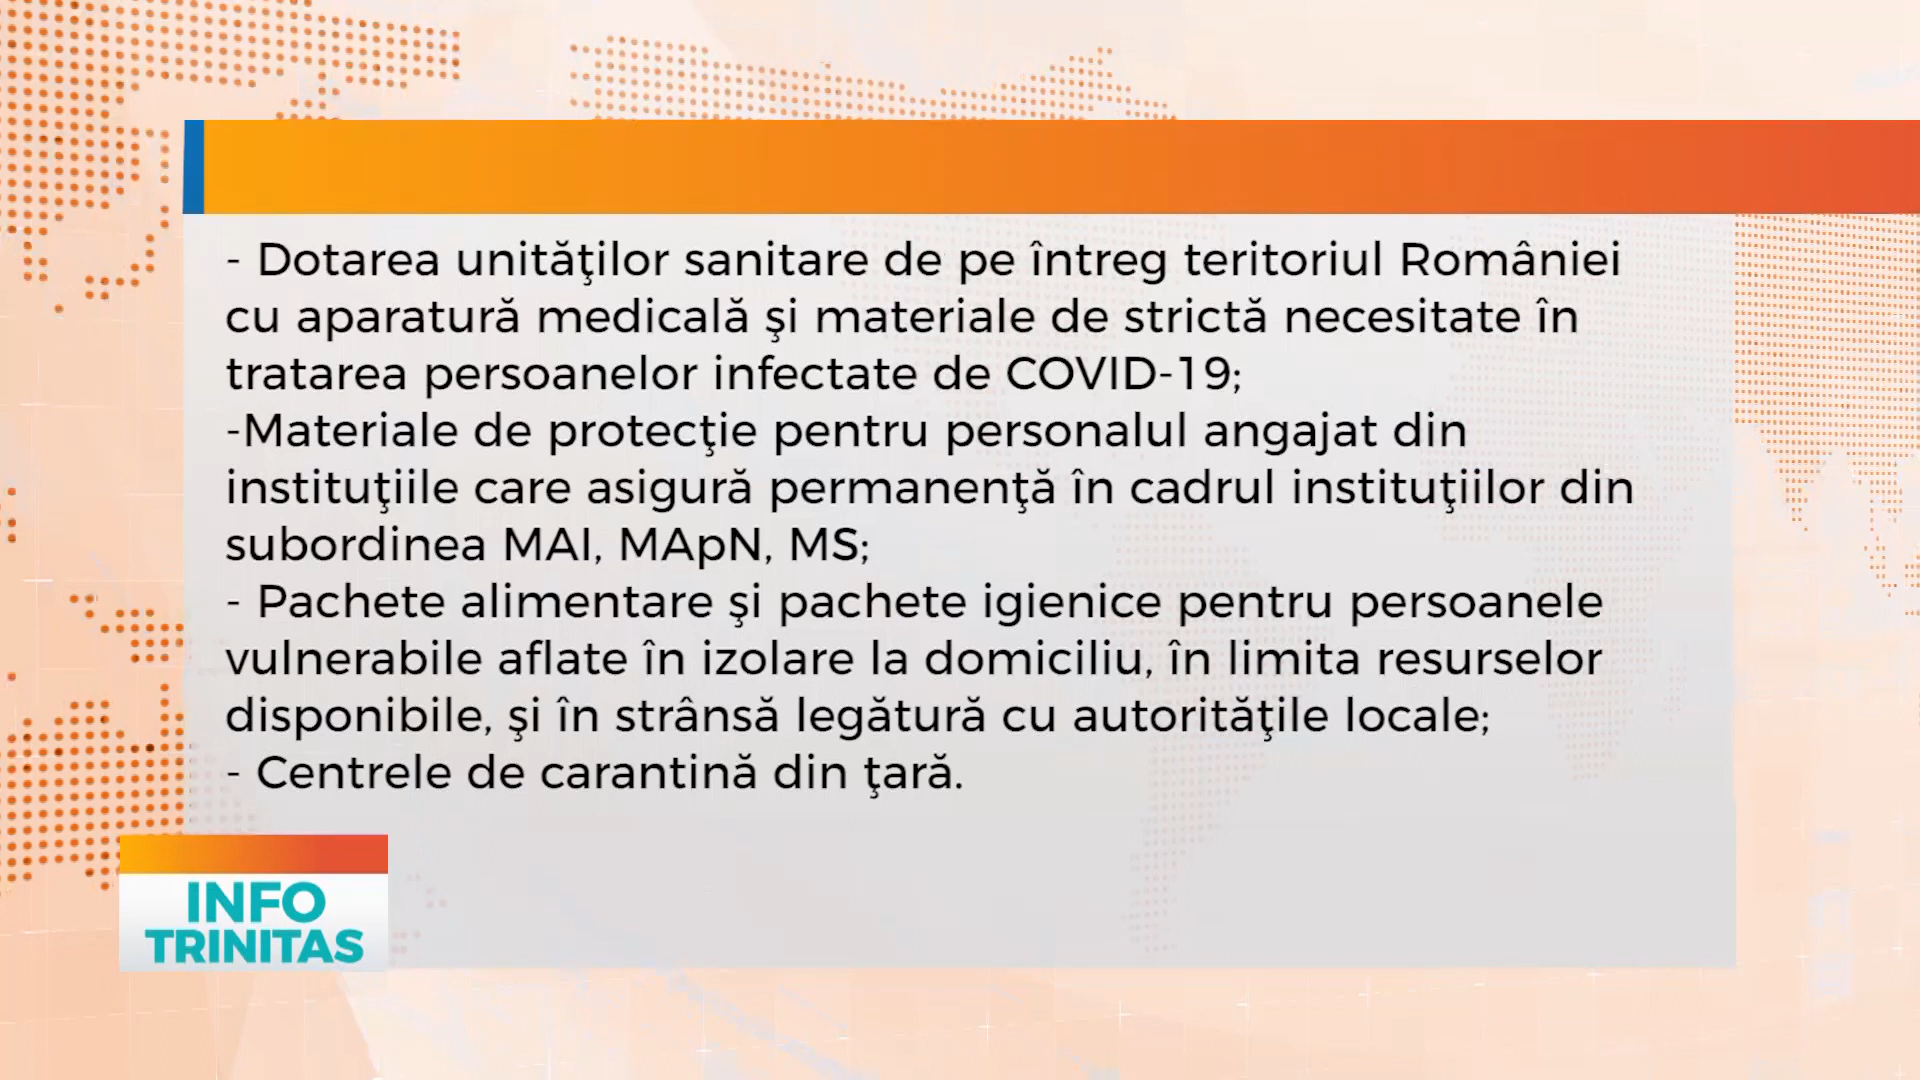 - Dotarea unităţilor sanitare de pe întreg teritoriul României
cu aparatură medicală şi materiale de strictă necesitate în
tratarea persoanelor infectate de COVID-19;
-Materiale de protecţie pentru personalul angajat din
instituţiile care asigură permanenţă în cadrul instituţiilor din
subordinea MAI, MApN, MS;
- Pachete alimentare şi pachete igienice pentru persoanele
vulnerabile aflate în izolare la domiciliu, în limita resurselor
disponibile, şi în strânsă legătură cu autorităţile locale;
- Centrele de carantină din ţară.
INFO
TRINITAS